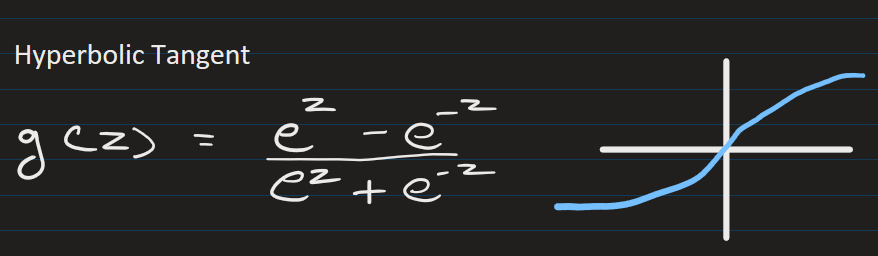 Hyperbolic Tangent
g(z) = (e^z - e^-z) / (e^z + e^-z)